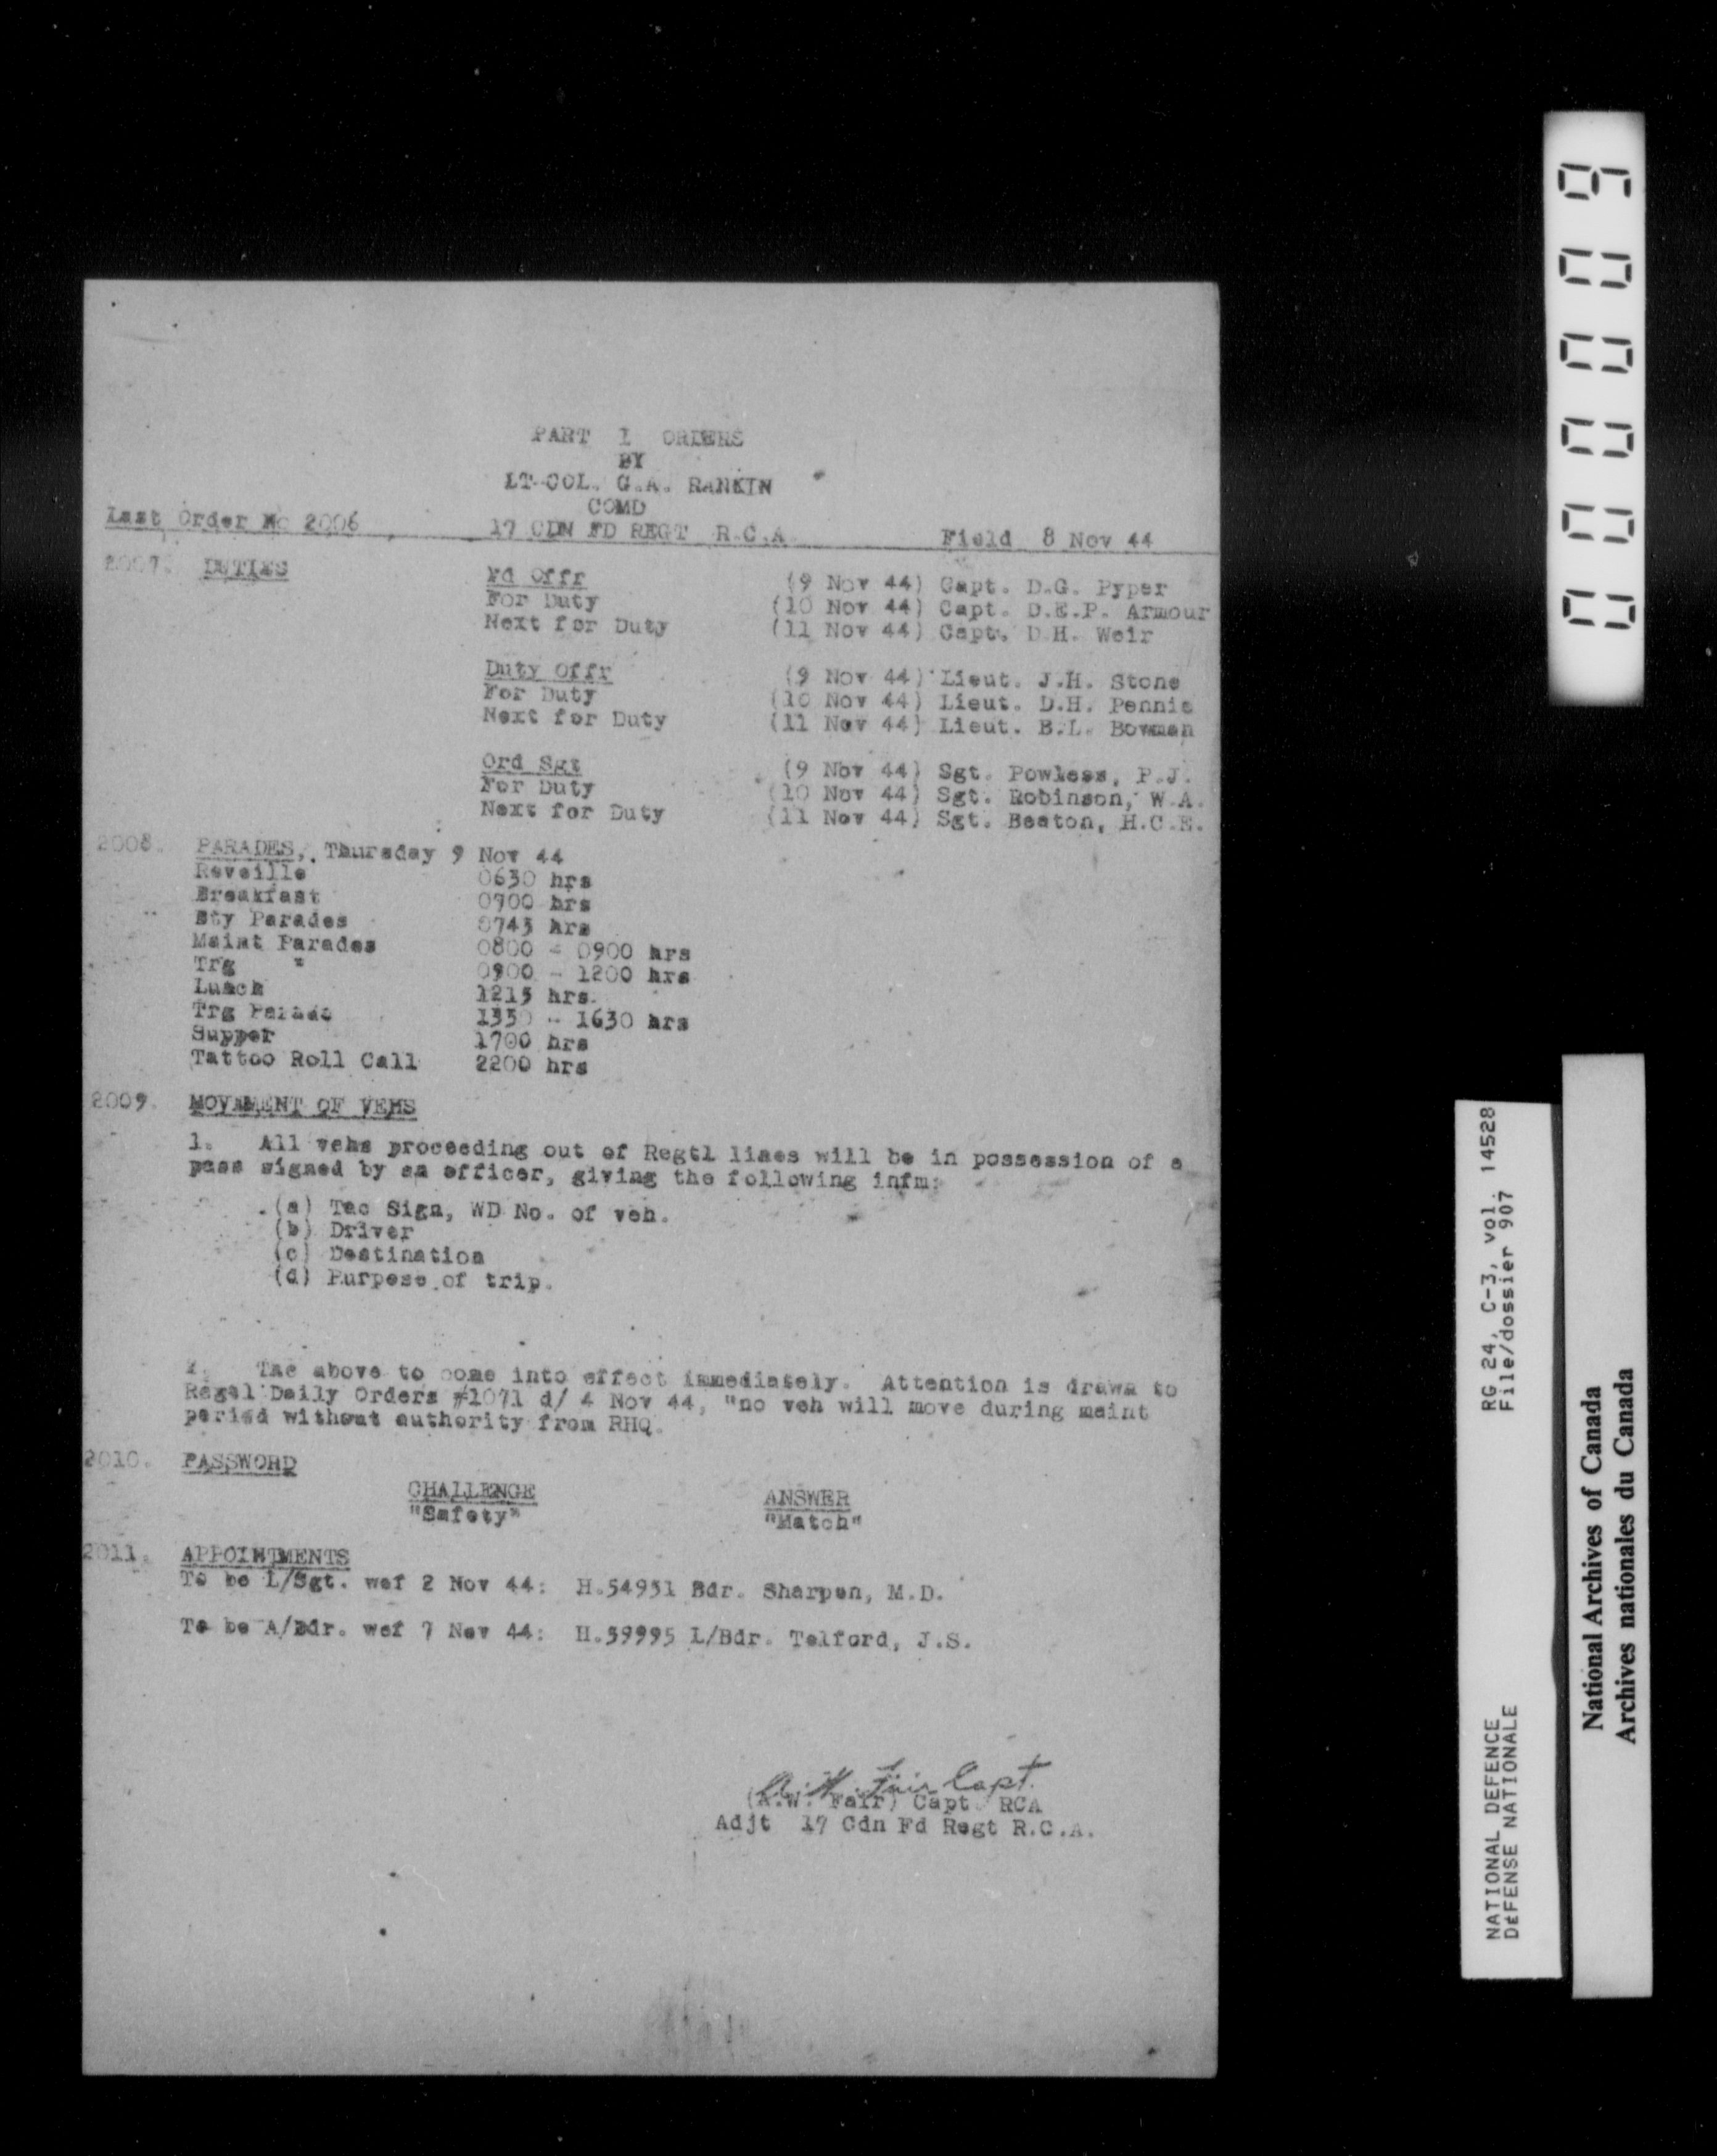 PART 1 ORDERS
BY
LT-COL. G.A. RANKIN
COMD
Last Order No 2006 17 CDN FD REGT R.C.A. Field 8 Nov 44
2007. DUTIES Fd Offr (9 Nov 44) Capt. D.G. Pyper
For Duty (10 Nov 44) Capt. D.E.P. Armour
Next for Duty (11 Nov 44) Capt. D.H. Weir
Duty Offr (9 Nov 44) Lieut. J.H. Stone
For Duty (10 Nov 44) Lieut. D.H. Pennie
Next for Duty (11 Nov 44) Lieut. B.L. Bowman
Ord Sgt (9 Nov 44) Sgt. Powless, P.J.
For Duty (10 Nov 44) Sgt. Robinson, W.A.
Next for Duty (11 Nov 44) Sgt. Beaton, H.C.E.
2008. PARADES, Thursday 9 Nov 44
Reveille 0630 hrs
Breakfast 0700 hrs
Bty Parades 0745 hrs
Maint Parades 0800 - 0900 hrs
Trg " 0900 - 1200 hrs
Lunch 1215 hrs.
Trg Parade 1330 - 1630 hrs
Supper 1700 hrs
Tattoo Roll Call 2200 hrs
2009. MOVEMENT OF VEHS
1. All vehs proceeding out of Regtl lines will be in possession of a
pass signed by an officer, giving the following infm:
(a) Tac Sign, WD No. of veh.
(b) Driver
(c) Destination
(d) Purpose of trip.
2. The above to come into effect immediately. Attention is drawn to
Regtl Daily Orders #1071 d/ 4 Nov 44, "no veh will move during maint
period without authority from RHQ.
2010. PASSWORD
CHALLENGE ANSWER
"Safety" "Match"
2011. APPOINTMENTS
To be L/Sgt. wef 2 Nov 44: H.54951 Bdr. Sharpen, M.D.
To be A/Bdr. wef 7 Nov 44: H.59995 L/Bdr. Telford, J.S.
A.W. Fair Capt.
(A.W. Fair) Capt RCA
Adjt 17 Cdn Fd Regt R.C.A.
000009
RG 24, C-3, vol. 14528
File/dossier 907
NATIONAL DEFENCE
DÉFENSE NATIONALE
National Archives of Canada
Archives nationales du Canada